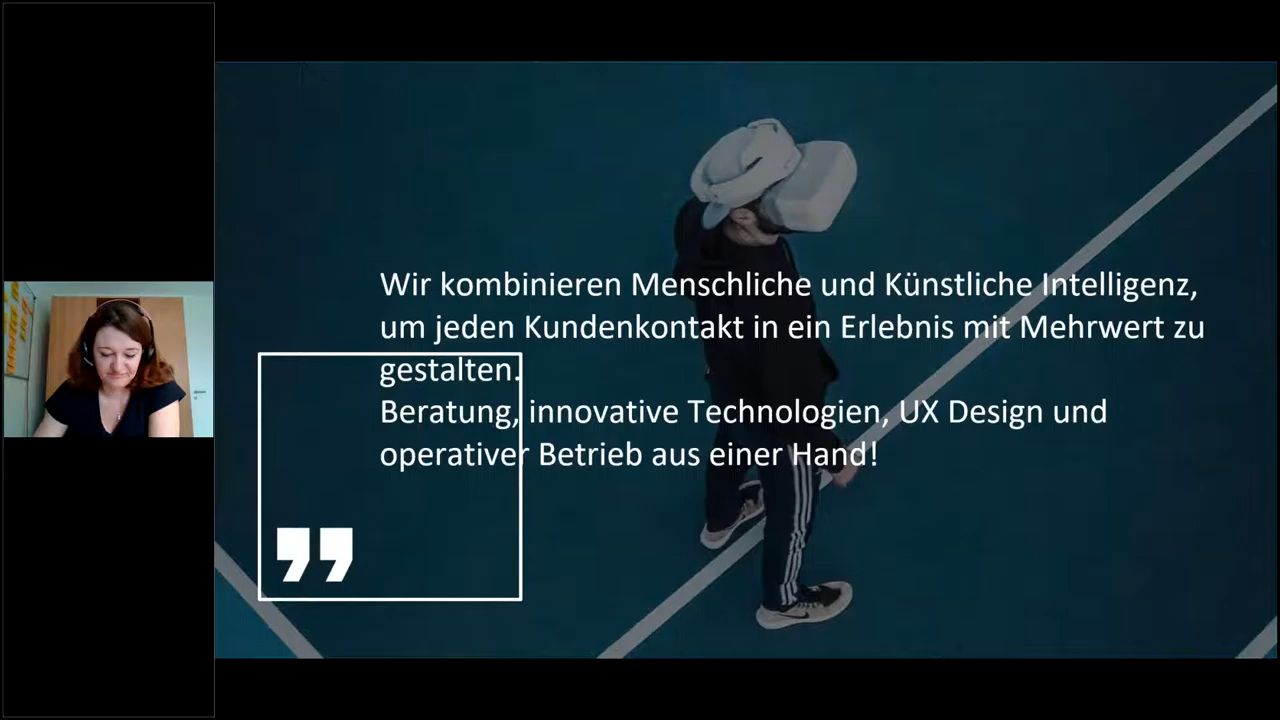 Wir kombinieren Menschliche und Künstliche Intelligenz,
um jeden Kundenkontakt in ein Erlebnis mit Mehrwert zu
gestalten.
Beratung, innovative Technologien, UX Design und
operativer Betrieb aus einer Hand!
”